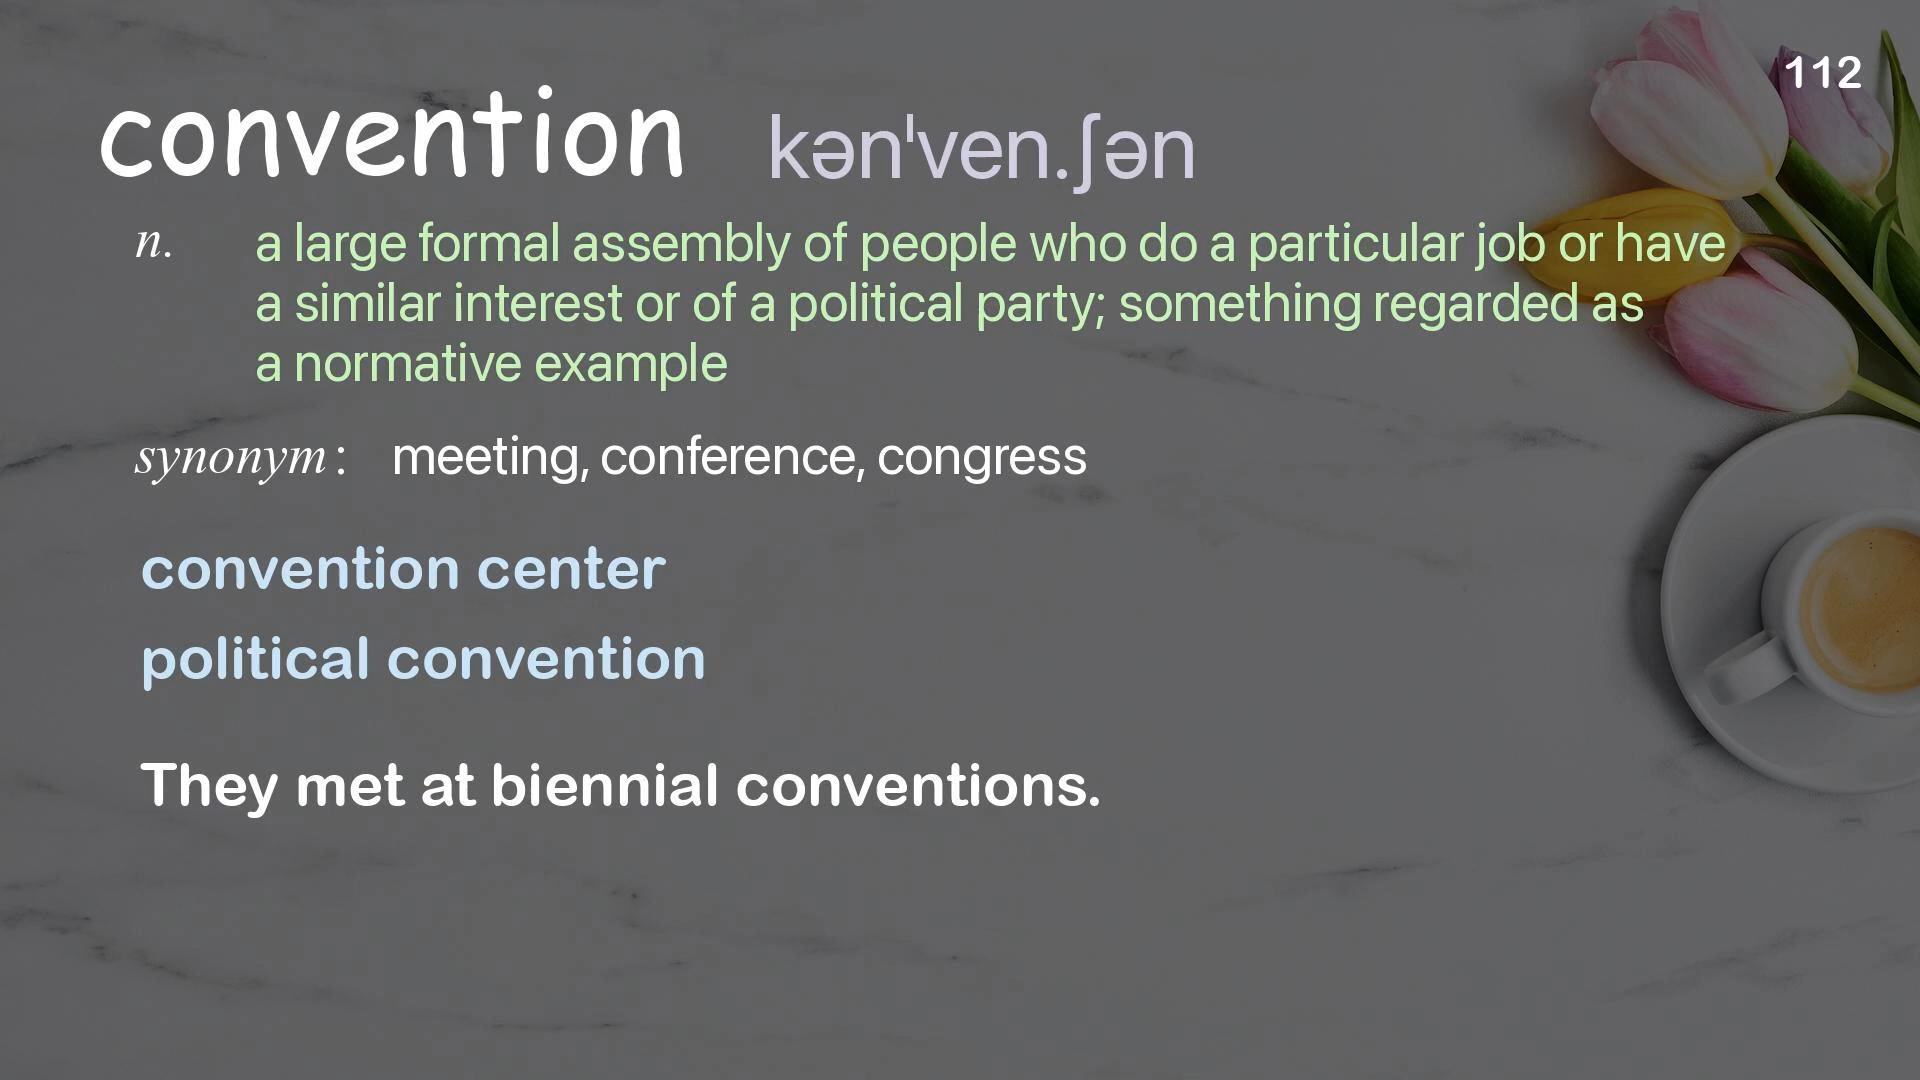 112
convention kən'ven.ʃən
n. a large formal assembly of people who do a particular job or have
a similar interest or of a political party; something regarded as
a normative example
synonym : meeting, conference, congress
convention center
political convention
They met at biennial conventions.